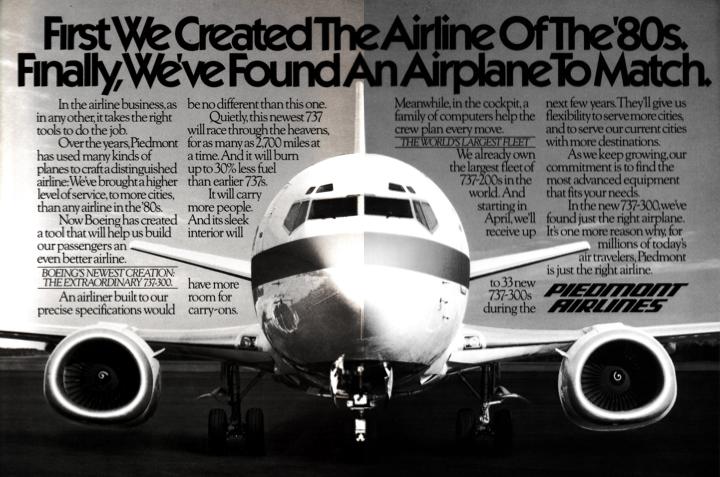 First We Created The Airline Of The '80s.
Finally, We've Found An Airplane To Match.
In the airline business, as
in any other, it takes the right
tools to do the job.
Over the years, Piedmont
has used many kinds of
planes to craft a distinguished
airline: We've brought a higher
level of service, to more cities,
than any airline in the '80s.
Now Boeing has created
a tool that will help us build
our passengers an
even better airline.
BOEING'S NEWEST CREATION:
THE EXTRAORDINARY 737-300.
An airliner built to our
precise specifications would
be no different than this one.
Quietly, this newest 737
will race through the heavens,
for as many as 2,700 miles at
a time. And it will burn
up to 30% less fuel
than earlier 737s.
It will carry
more people.
And its sleek
interior will
have more
room for
carry-ons.
Meanwhile, in the cockpit, a
family of computers help the
crew plan every move.
THE WORLD'S LARGEST FLEET
We already own
the largest fleet of
737-200s in the
world. And
starting in
April, we'll
receive up
to 33 new
737-300s
during the
next few years. They'll give us
flexibility to serve more cities,
and to serve our current cities
with more destinations.
As we keep growing, our
commitment is to find the
most advanced equipment
that fits your needs.
In the new 737-300, we've
found just the right airplane.
It's one more reason why, for
millions of today's
air travelers, Piedmont
is just the right airline.
PIEDMONT
AIRLINES